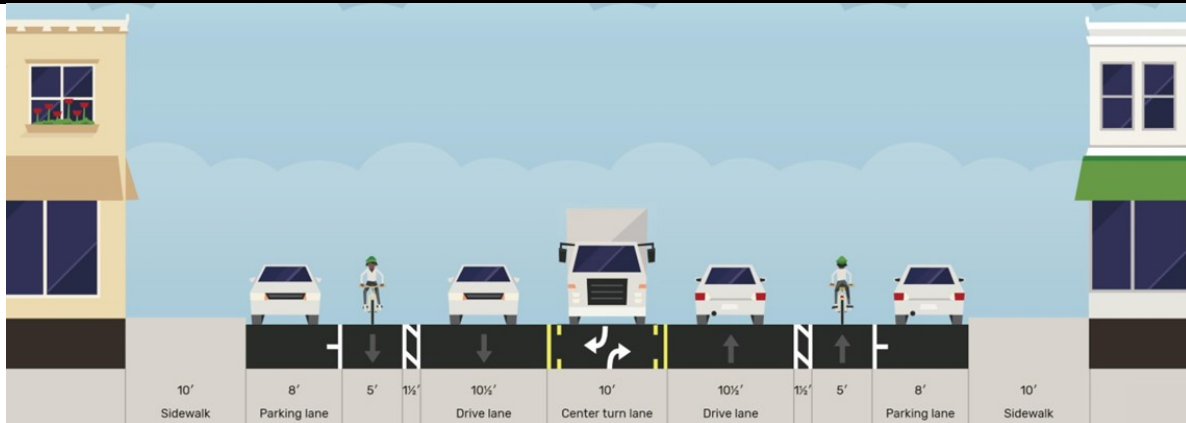 10′ 8′ 5′ 1½′ 10½′ 10′ 10½′ 1½′ 5′ 8′ 10′
Sidewalk Parking lane Drive lane Center turn lane Drive lane Parking lane Sidewalk